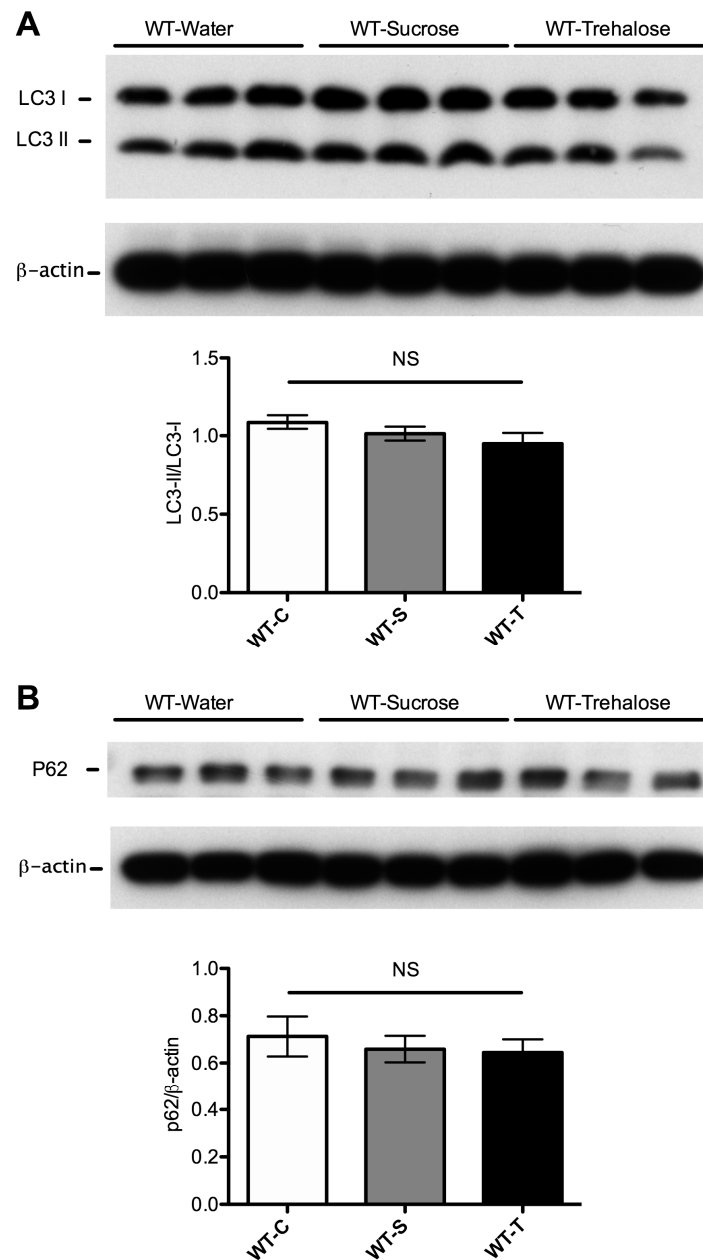 A
WT-Water WT-Sucrose WT-Trehalose
LC3 I
LC3 II
β-actin
NS
1.5
1.0
0.5
0.0
LC3-II/LC3-I
WT-C WT-S WT-T
B
WT-Water WT-Sucrose WT-Trehalose
P62
β-actin
NS
1.0
0.8
0.6
0.4
0.2
0.0
p62/β-actin
WT-C WT-S WT-T